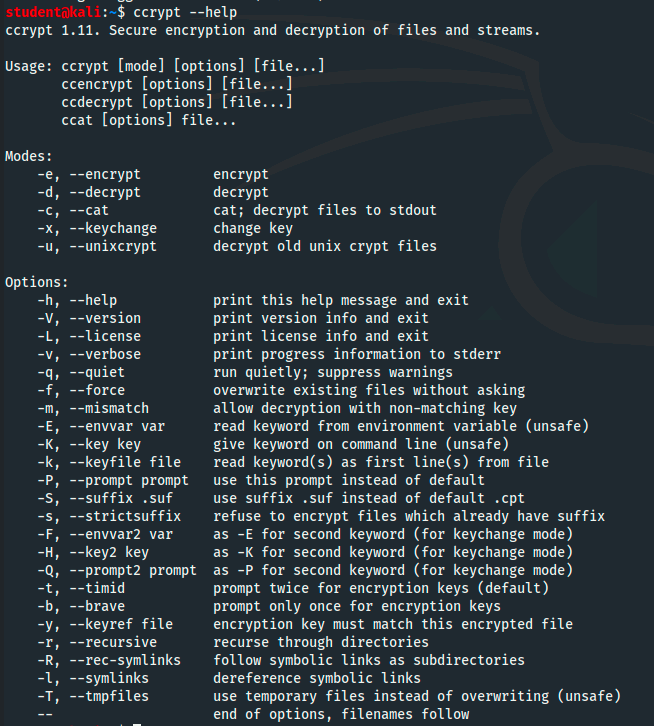 student@kali:~$ ccrypt --help
ccrypt 1.11. Secure encryption and decryption of files and streams.
Usage: ccrypt [mode] [options] [file...]
       ccencrypt [options] [file...]
       ccdecrypt [options] [file...]
       ccat [options] file...
Modes:
    -e, --encrypt         encrypt
    -d, --decrypt         decrypt
    -c, --cat             cat; decrypt files to stdout
    -x, --keychange       change key
    -u, --unixcrypt       decrypt old unix crypt files
Options:
    -h, --help            print this help message and exit
    -V, --version         print version info and exit
    -L, --license         print license info and exit
    -v, --verbose         print progress information to stderr
    -q, --quiet           run quietly; suppress warnings
    -f, --force           overwrite existing files without asking
    -m, --mismatch        allow decryption with non-matching key
    -E, --envvar var      read keyword from environment variable (unsafe)
    -K, --key key         give keyword on command line (unsafe)
    -k, --keyfile file    read keyword(s) as first line(s) from file
    -P, --prompt prompt   use this prompt instead of default
    -S, --suffix .suf     use suffix .suf instead of default .cpt
    -s, --strictsuffix    refuse to encrypt files which already have suffix
    -F, --envvar2 var     as -E for second keyword (for keychange mode)
    -H, --key2 key        as -K for second keyword (for keychange mode)
    -Q, --prompt2 prompt  as -P for second keyword (for keychange mode)
    -t, --timid           prompt twice for encryption keys (default)
    -b, --brave           prompt only once for encryption keys
    -y, --keyref file     encryption key must match this encrypted file
    -r, --recursive       recurse through directories
    -R, --rec-symlinks    follow symbolic links as subdirectories
    -l, --symlinks        dereference symbolic links
    -T, --tmpfiles        use temporary files instead of overwriting (unsafe)
    --                    end of options, filenames follow